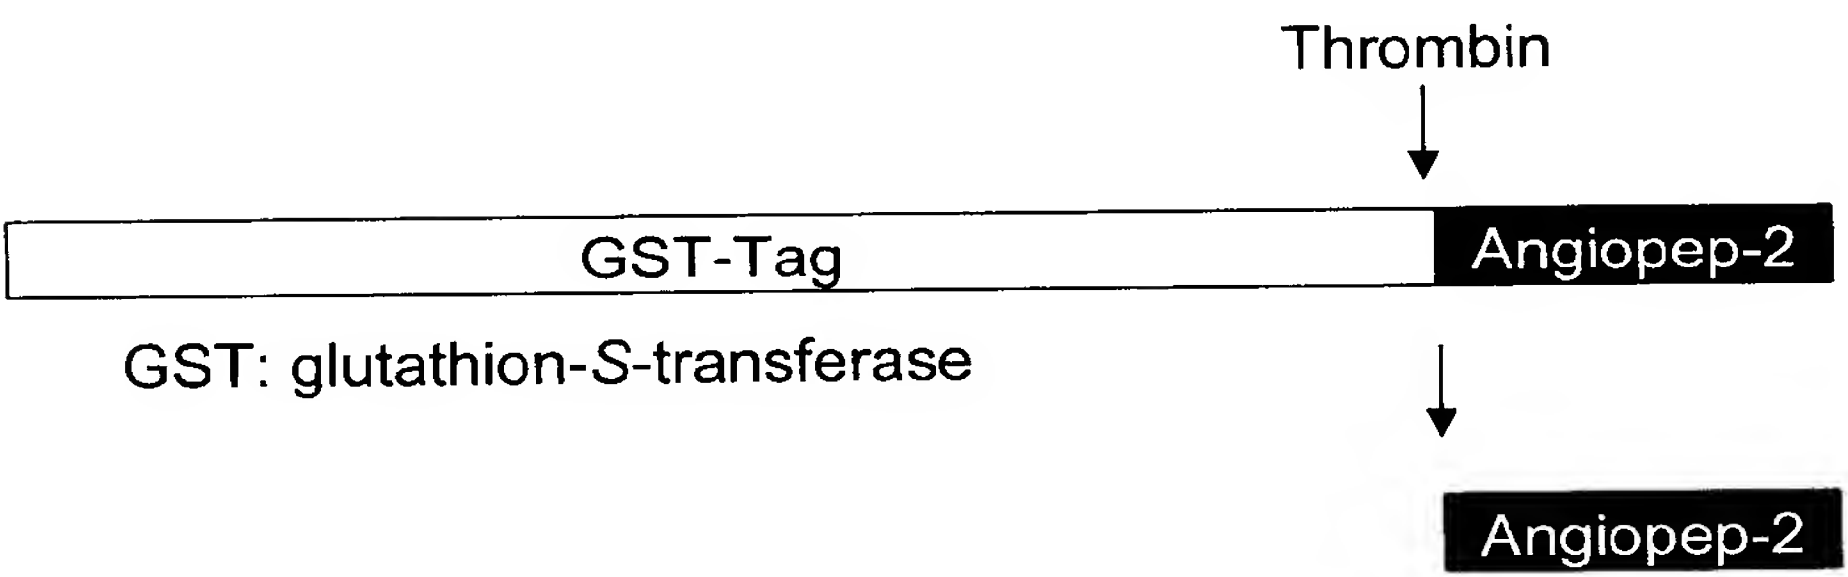 Thrombin
GST-Tag
Angiopep-2
GST: glutathion-S-transferase
Angiopep-2